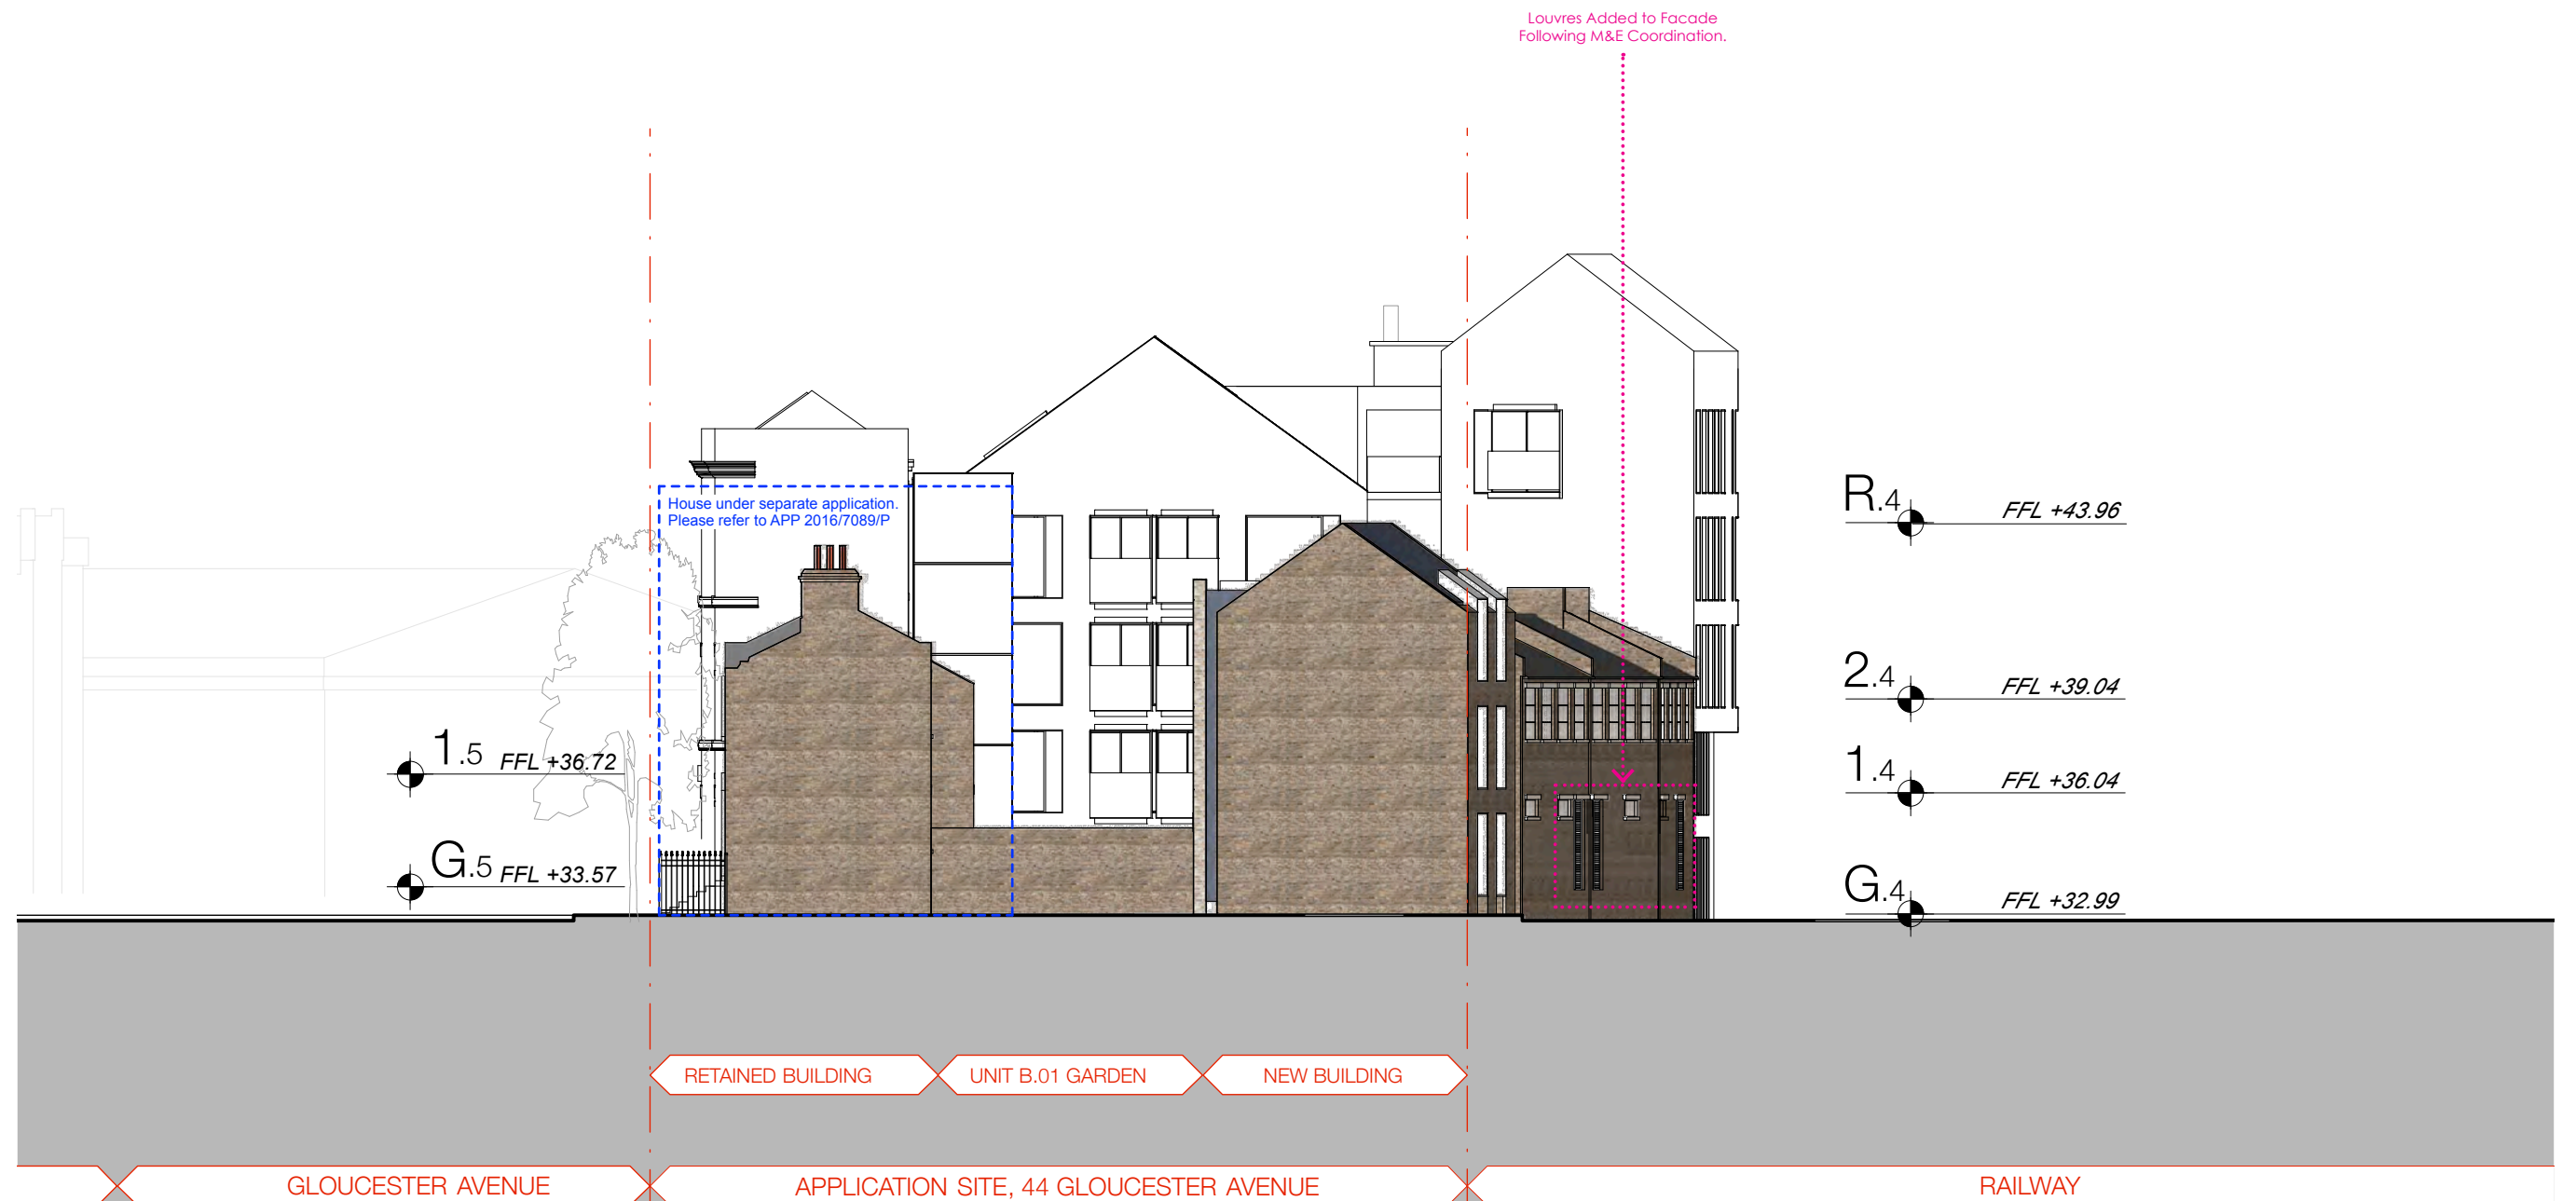 Louvres Added to Facade
Following M&E Coordination.
House under separate application.
Please refer to APP 2016/7089/P
R.4 FFL +43.96
2.4 FFL +39.04
1.5 FFL +36.72
1.4 FFL +36.04
G.5 FFL +33.57
G.4 FFL +32.99
RETAINED BUILDING
UNIT B.01 GARDEN
NEW BUILDING
GLOUCESTER AVENUE
APPLICATION SITE, 44 GLOUCESTER AVENUE
RAILWAY